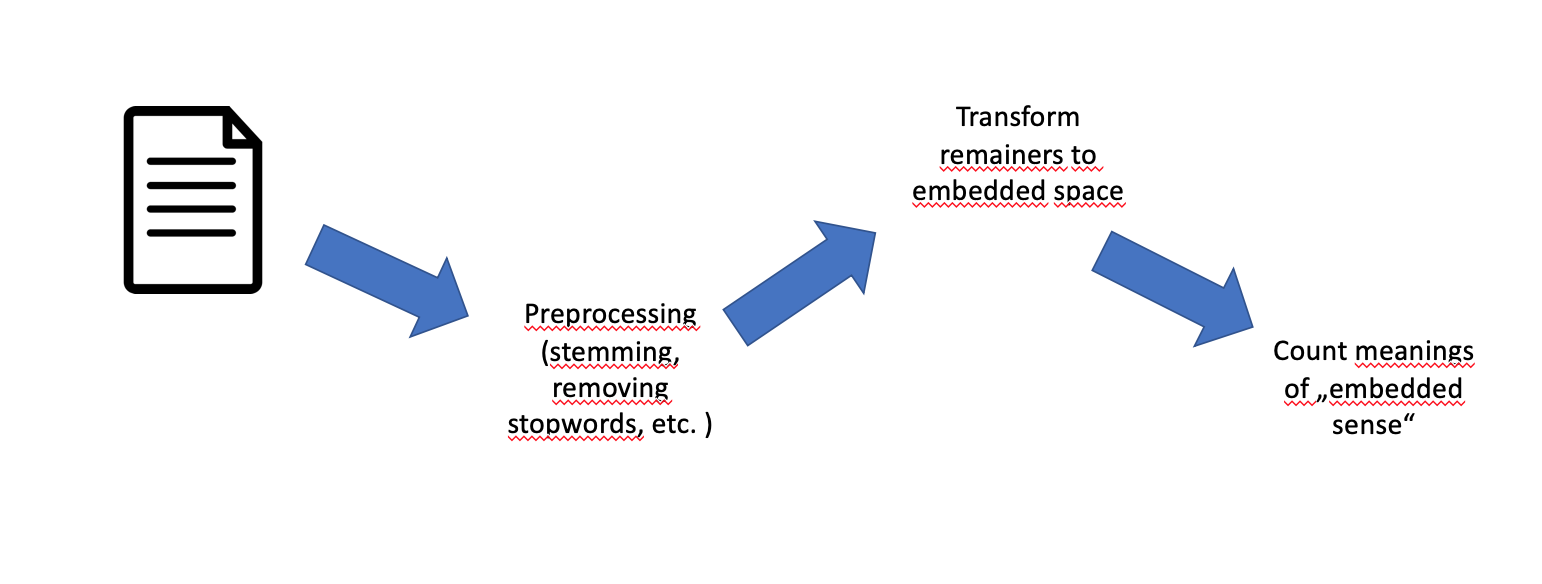 Preprocessing
(stemming,
removing
stopwords, etc. )
Transform
remainers to
embedded space
Count meanings
of „embedded
sense“